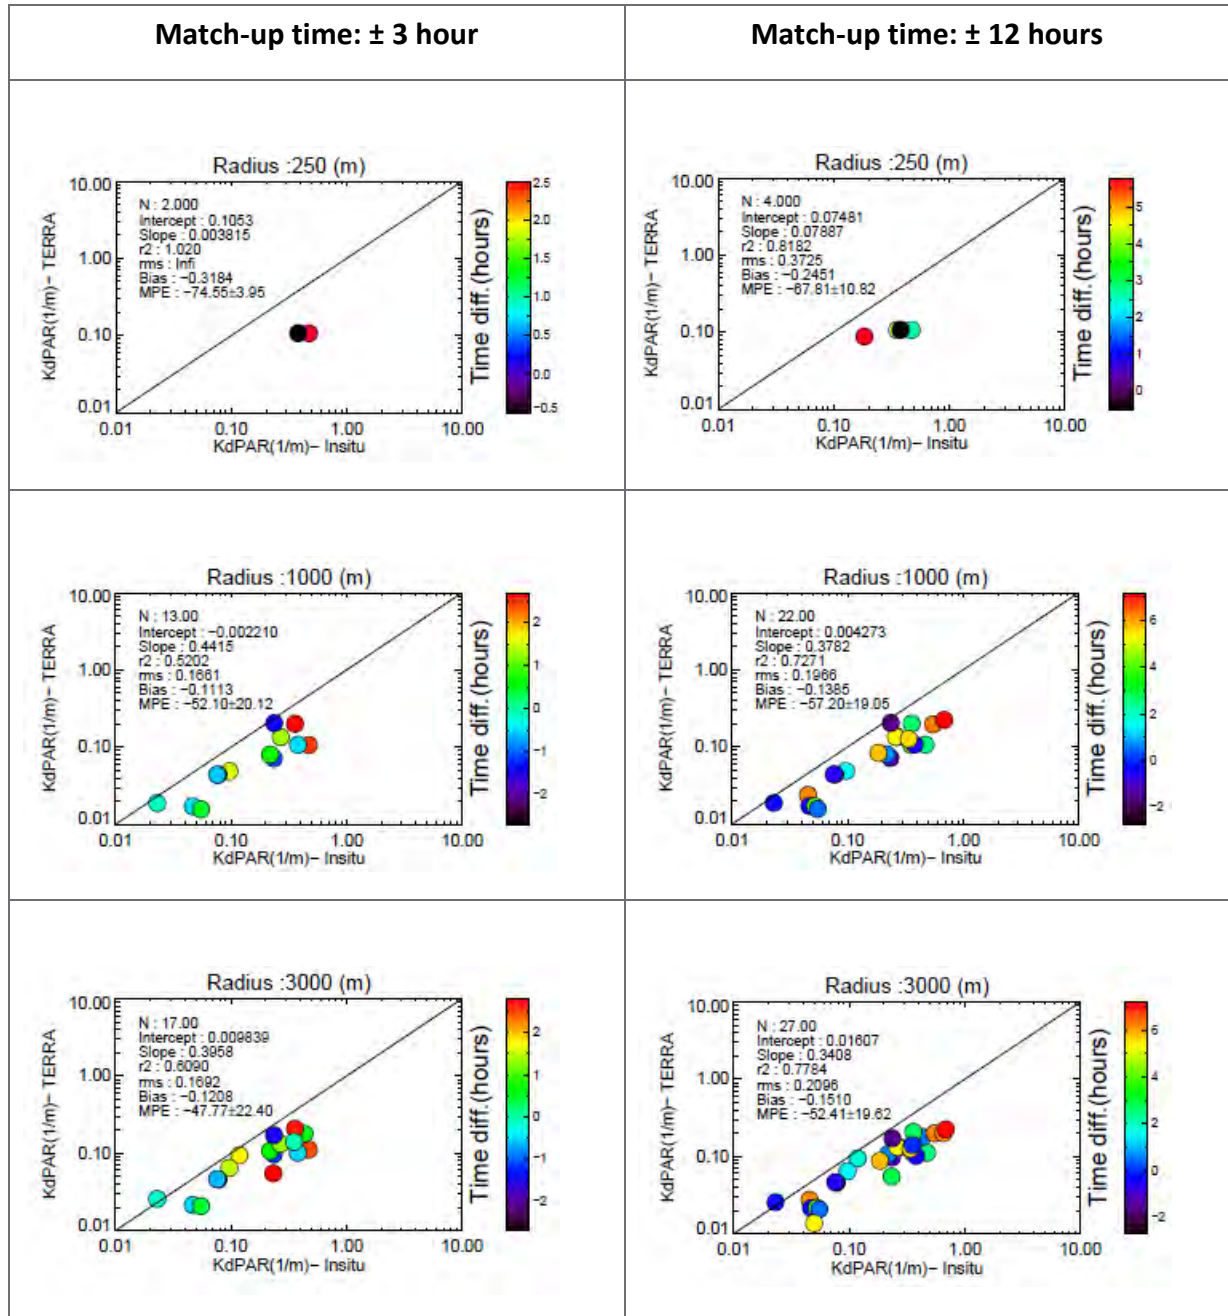 Match-up time: ± 3 hour
Match-up time: ± 12 hours
Radius :250 (m)
10.00
1.00
0.10
0.01
KdPAR(1/m)− TERRA
N : 2.000
Intercept : 0.1053
Slope : 0.003815
r2 : 1.020
rms : Infi
Bias : −0.3184
MPE : −74.55±3.95
0.01 0.10 1.00 10.00
KdPAR(1/m)− Insitu
2.5
2.0
1.5
1.0
0.5
0.0
−0.5
Time diff.(hours)
Radius :250 (m)
10.00
1.00
0.10
0.01
KdPAR(1/m)− TERRA
N : 4.000
Intercept : 0.07481
Slope : 0.07887
r2 : 0.8182
rms : 0.3725
Bias : −0.2451
MPE : −67.81±10.82
0.01 0.10 1.00 10.00
KdPAR(1/m)− Insitu
5
4
3
2
1
0
Time diff.(hours)
Radius :1000 (m)
10.00
1.00
0.10
0.01
KdPAR(1/m)− TERRA
N : 13.00
Intercept : −0.002210
Slope : 0.4415
r2 : 0.5202
rms : 0.1661
Bias : −0.1113
MPE : −52.10±20.12
0.01 0.10 1.00 10.00
KdPAR(1/m)− Insitu
2
1
0
−1
−2
Time diff.(hours)
Radius :1000 (m)
10.00
1.00
0.10
0.01
KdPAR(1/m)− TERRA
N : 22.00
Intercept : 0.004273
Slope : 0.3782
r2 : 0.7271
rms : 0.1966
Bias : −0.1385
MPE : −57.20±19.05
0.01 0.10 1.00 10.00
KdPAR(1/m)− Insitu
6
4
2
0
−2
Time diff.(hours)
Radius :3000 (m)
10.00
1.00
0.10
0.01
KdPAR(1/m)− TERRA
N : 17.00
Intercept : 0.009839
Slope : 0.3958
r2 : 0.6090
rms : 0.1692
Bias : −0.1208
MPE : −47.77±22.40
0.01 0.10 1.00 10.00
KdPAR(1/m)− Insitu
2
1
0
−1
−2
Time diff.(hours)
Radius :3000 (m)
10.00
1.00
0.10
0.01
KdPAR(1/m)− TERRA
N : 27.00
Intercept : 0.01607
Slope : 0.3408
r2 : 0.7784
rms : 0.2096
Bias : −0.1510
MPE : −52.41±19.62
0.01 0.10 1.00 10.00
KdPAR(1/m)− Insitu
6
4
2
0
−2
Time diff.(hours)